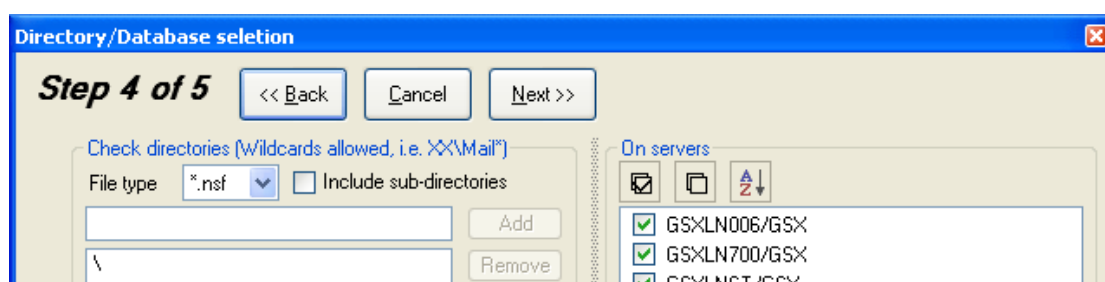 Directory/Database seletion
Step 4 of 5
<< Back
Cancel
Next >>
Check directories (Wildcards allowed, i.e. XX\Mail*)
On servers
File type
*.nsf
Include sub-directories
Add
GSXLN006/GSX
\
Remove
GSXLN700/GSX